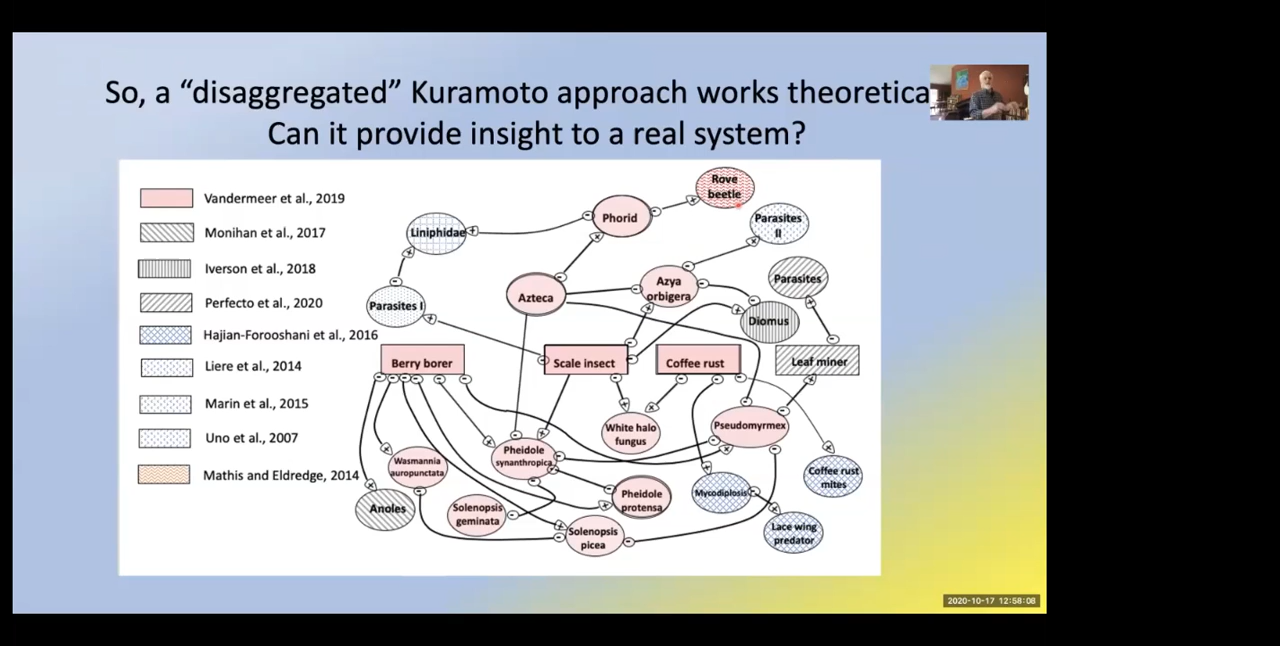 So, a “disaggregated” Kuramoto approach works theoretica
Can it provide insight to a real system?
Vandermeer et al., 2019
Monihan et al., 2017
Iverson et al., 2018
Perfecto et al., 2020
Hajian-Forooshani et al., 2016
Liere et al., 2014
Marin et al., 2015
Uno et al., 2007
Mathis and Eldredge, 2014
Rove
beetle
Phorid
Parasites
II
Liniphidae
Azteca
Azya
orbigera
Parasites
Parasites I
Diomus
Berry borer
Scale insect
Coffee rust
Leaf miner
White halo
fungus
Pseudomyrmex
Pheidole
synanthropica
Wasmannia
auropunctata
Coffee rust
mites
Anoles
Solenopsis
geminata
Pheidole
protensa
Mycodiplosis
Solenopsis
picea
Lace wing
predator
2020-10-17 12:58:08